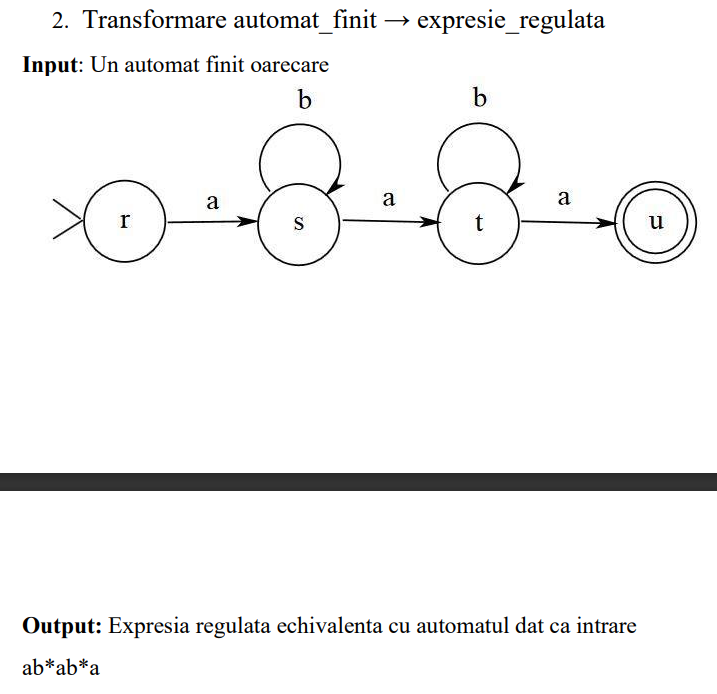 2. Transformare automat_finit → expresie_regulata
Input: Un automat finit oarecare
b b
a a a
r s t u
Output: Expresia regulata echivalenta cu automatul dat ca intrare
ab*ab*a